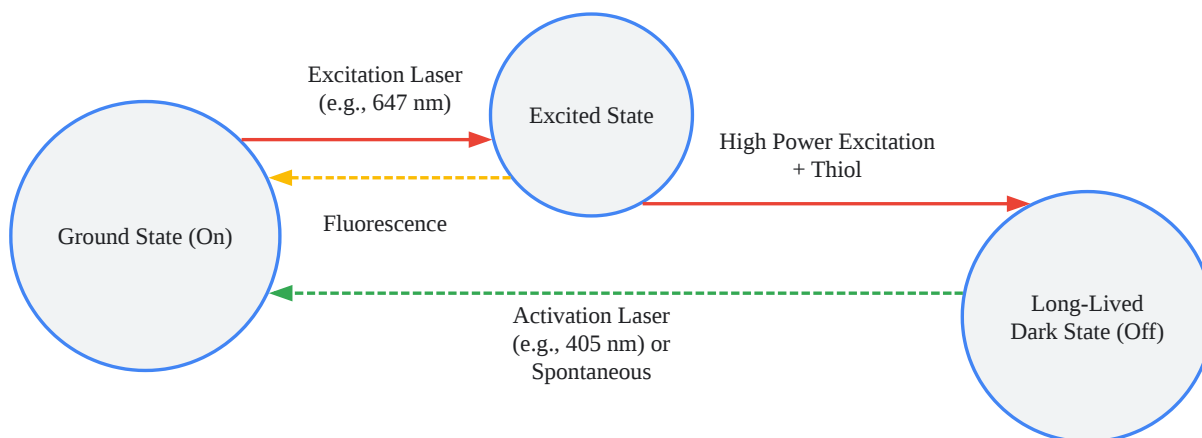 Excitation Laser
(e.g., 647 nm)
Excited State
High Power Excitation
+ Thiol
Ground State (On)
Fluorescence
Long-Lived
Dark State (Off)
Activation Laser
(e.g., 405 nm) or
Spontaneous